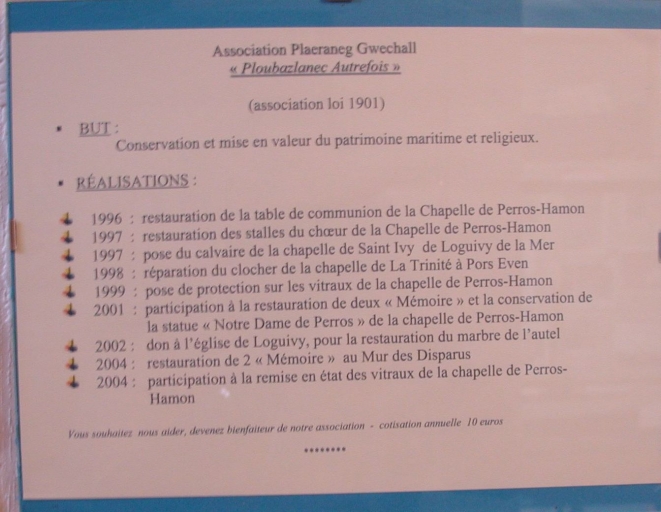 Association Plaeraneg Gwechall
« Ploubazlanec Autrefois »
(association loi 1901)
▪ BUT :
Conservation et mise en valeur du patrimoine maritime et religieux.
▪ RÉALISATIONS :
1996 : restauration de la table de communion de la Chapelle de Perros-Hamon
1997 : restauration des stalles du chœur de la Chapelle de Perros-Hamon
1997 : pose du calvaire de la chapelle de Saint Ivy de Loguivy de la Mer
1998 : réparation du clocher de la chapelle de La Trinité à Pors Even
1999 : pose de protection sur les vitraux de la chapelle de Perros-Hamon
2001 : participation à la restauration de deux « Mémoire » et la conservation de
la statue « Notre Dame de Perros » de la chapelle de Perros-Hamon
2002 : don à l'église de Loguivy, pour la restauration du marbre de l'autel
2004 : restauration de 2 « Mémoire » au Mur des Disparus
2004 : participation à la remise en état des vitraux de la chapelle de Perros-
Hamon
Vous souhaitez nous aider, devenez bienfaiteur de notre association - cotisation annuelle 10 euros
********